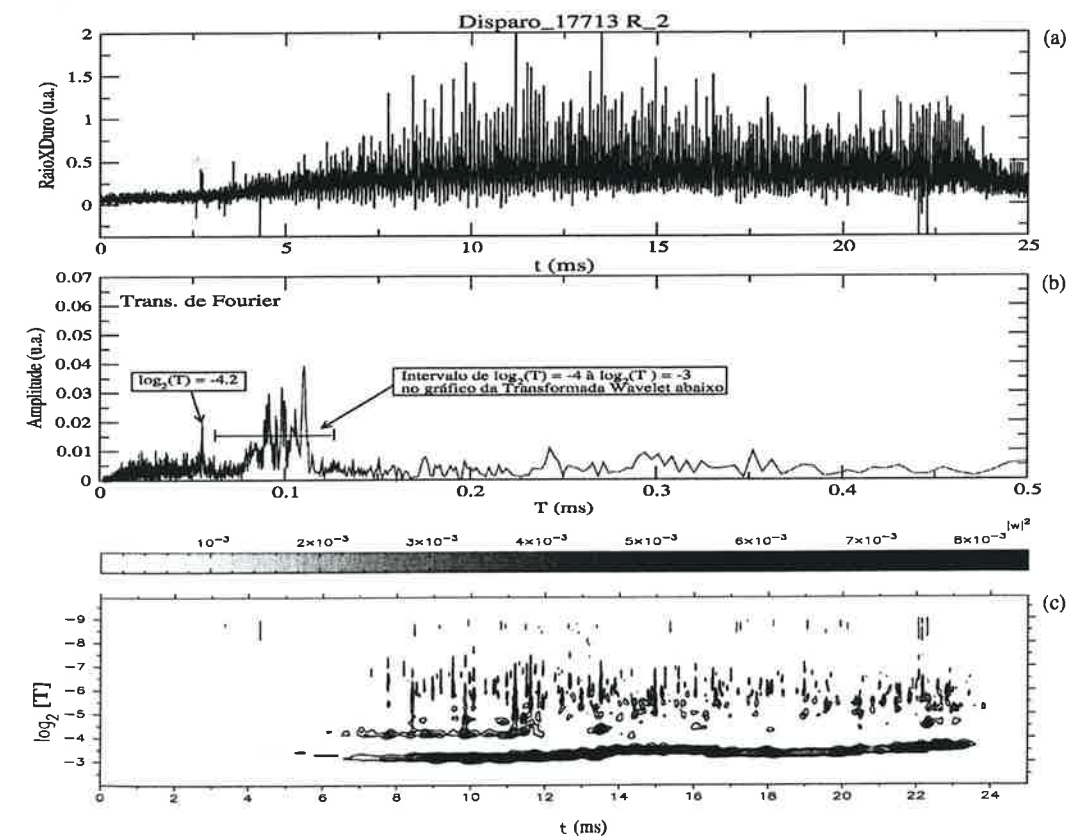 Disparo_17713 R_2
(a)
2
1.5
1
0.5
0
RaioXDuro (u.a.)
0 5 10 15 20 25
t (ms)
(b)
Trans. de Fourier
0.07
0.06
0.05
0.04
0.03
0.02
0.01
0
Amplitude (u.a.)
log₂(T) = -4.2
Intervalo de log₂(T) = -4 à log₂(T ) = -3
no gráfico da Transformada Wavelet abaixo
0 0.1 0.2 0.3 0.4 0.5
T (ms)
|w|²
10⁻³ 2×10⁻³ 3×10⁻³ 4×10⁻³ 5×10⁻³ 6×10⁻³ 7×10⁻³ 8×10⁻³
(c)
-9
-8
-7
-6
-5
-4
-3
log₂ [T]
0 2 4 6 8 10 12 14 16 18 20 22 24
t (ms)